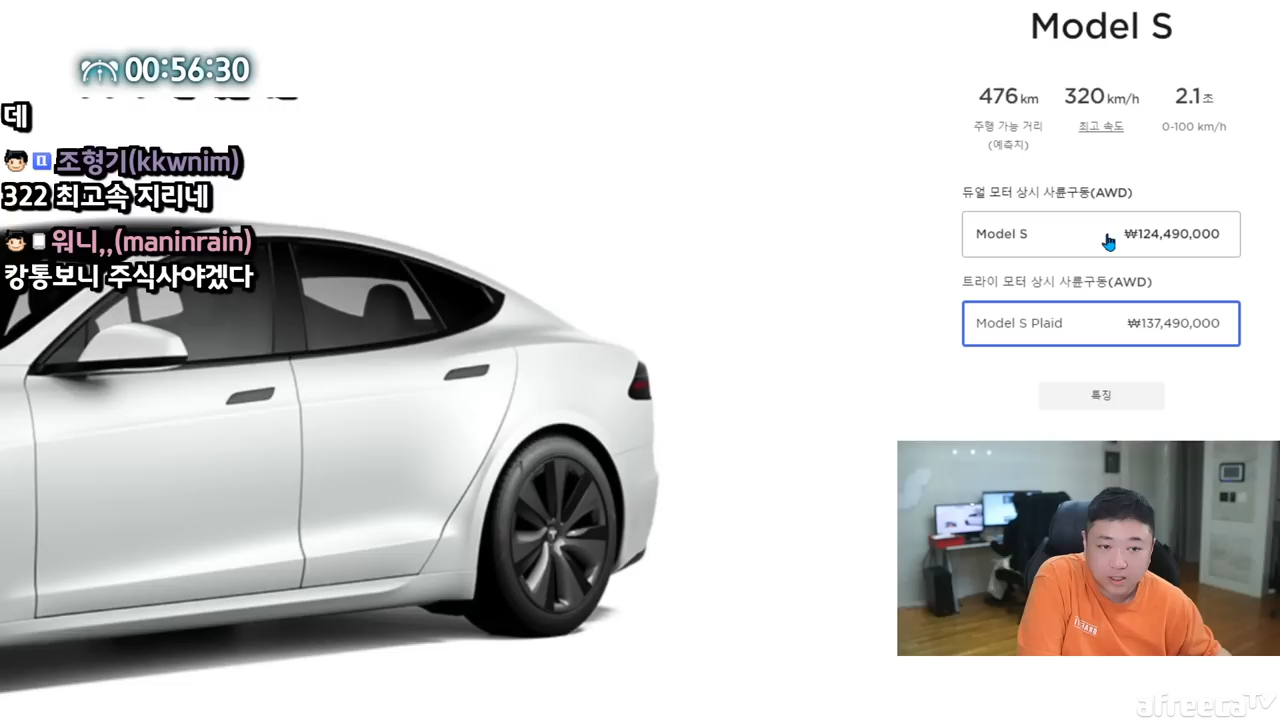 00:56:30
데
조형기(kkwnim)
322 최고속 지리네
워니,,(maninrain)
캉통보니 주식사야겠다
Model S
476 km
320 km/h
2.1 초
주행 가능 거리
(예측치)
최고 속도
0-100 km/h
듀얼 모터 상시 사륜구동(AWD)
Model S ₩124,490,000
트라이 모터 상시 사륜구동(AWD)
Model S Plaid ₩137,490,000
특징
afreecaTV